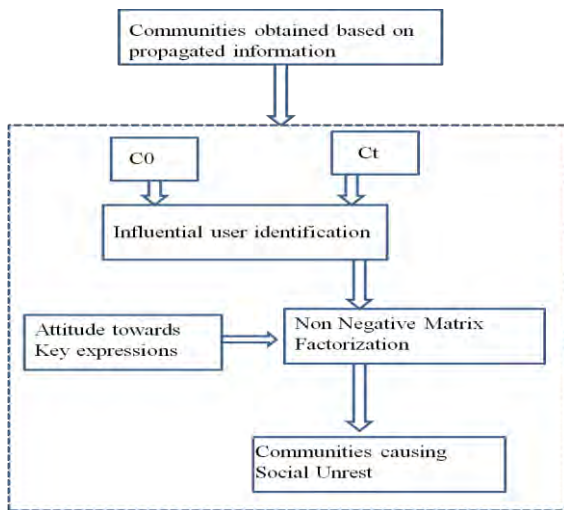 Communities obtained based on
propagated information
C0
Ct
Influential user identification
Attitude towards
Key expressions
Non Negative Matrix
Factorization
Communities causing
Social Unrest